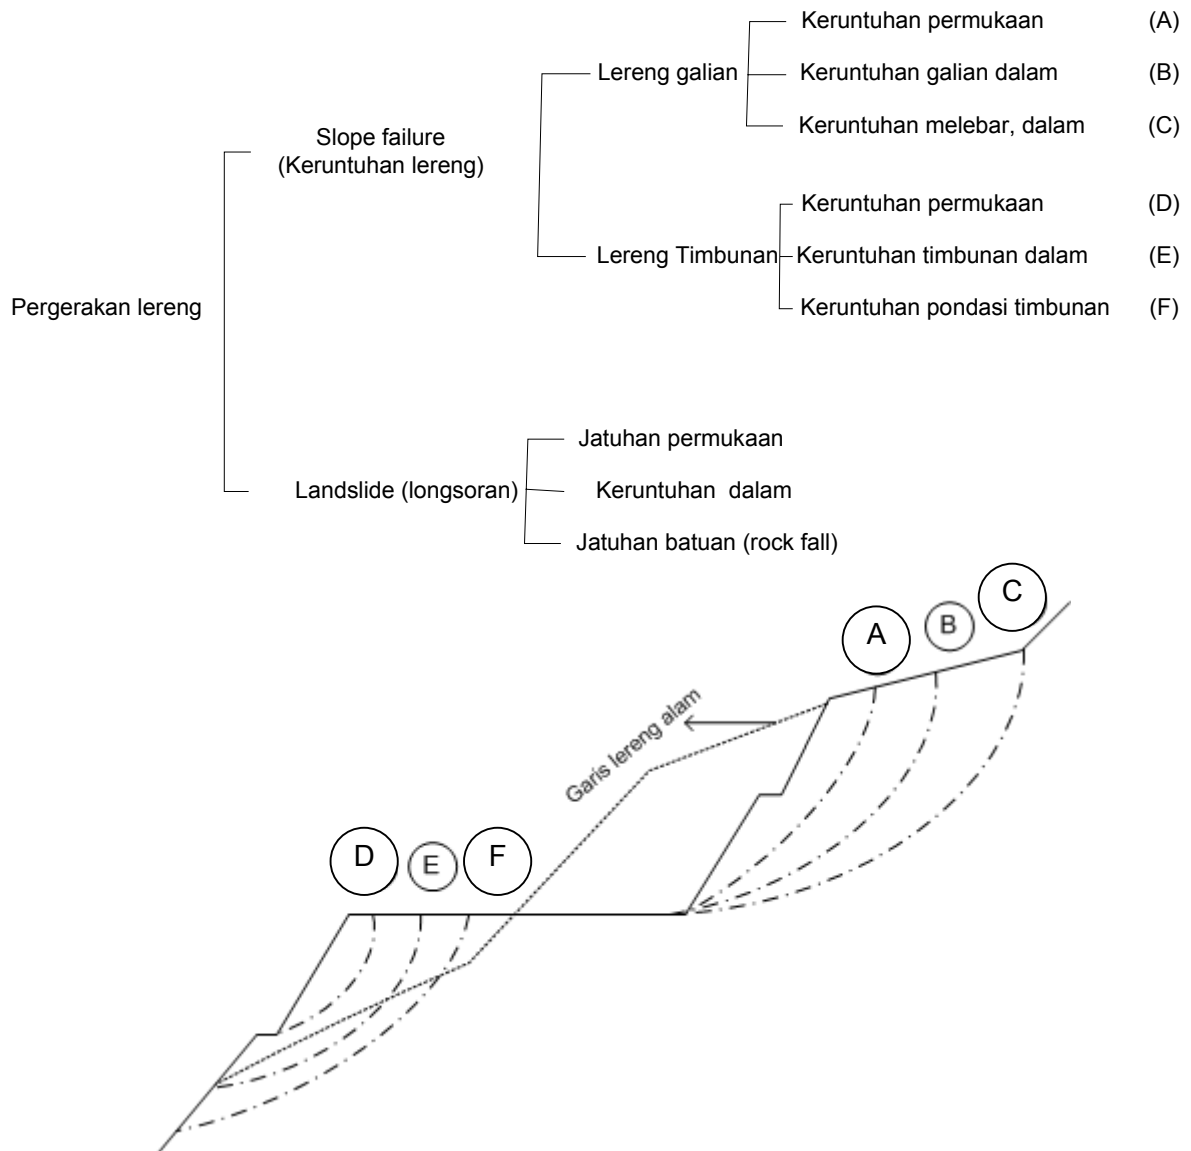 Pergerakan lereng
Slope failure
(Keruntuhan lereng)
Lereng galian
Keruntuhan permukaan (A)
Keruntuhan galian dalam (B)
Keruntuhan melebar, dalam (C)
Lereng Timbunan
Keruntuhan permukaan (D)
Keruntuhan timbunan dalam (E)
Keruntuhan pondasi timbunan (F)
Landslide (longsoran)
Jatuhan permukaan
Keruntuhan dalam
Jatuhan batuan (rock fall)
A
B
C
Garis lereng alam
D
E
F